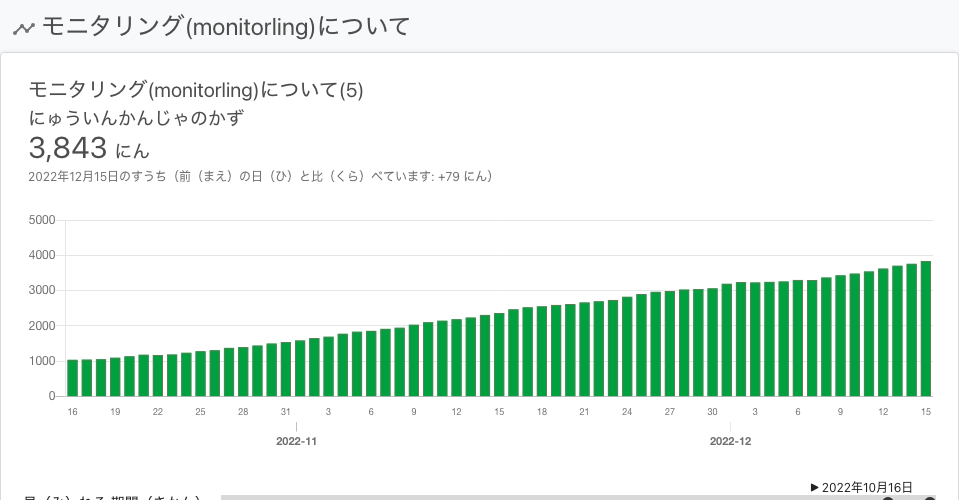 モニタリング(monitorling)について
モニタリング(monitorling)について(5)
にゅういんかんじゃのかず
3,843 にん
2022年12月15日のすうち（前（まえ）の日（ひ）と比（くら）べています: +79 にん）
5000
4000
3000
2000
1000
0
16 19 22 25 28 31 3 6 9 12 15 18 21 24 27 30 3 6 9 12 15
2022-11 2022-12
▶ 2022年10月16日